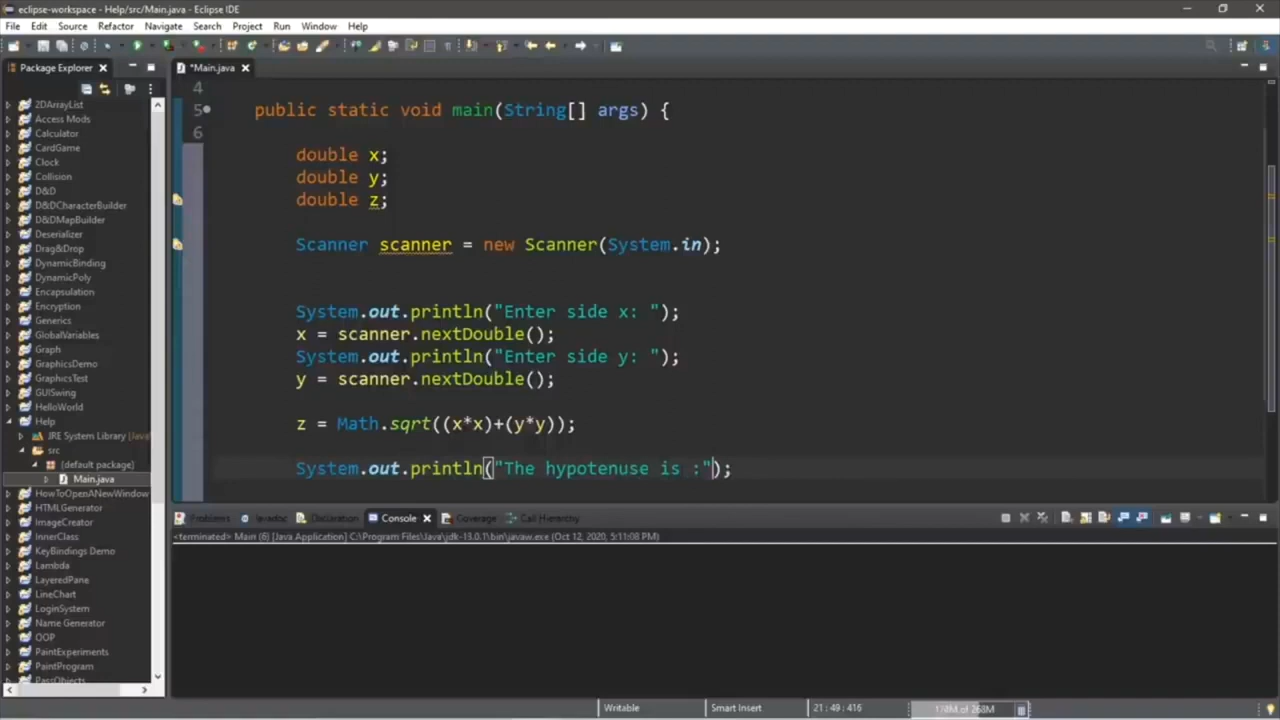 eclipse-workspace - Help/src/Main.java - Eclipse IDE
File Edit Source Refactor Navigate Search Project Run Window Help
Package Explorer
*Main.java
2DArrayList
Access Mods
Calculator
CardGame
Clock
Collision
D&D
D&DCharacterBuilder
D&DMapBuilder
Deserializer
Drag&Drop
DynamicBinding
DynamicPoly
Encapsulation
Encryption
Generics
GlobalVariables
Graph
GraphicsDemo
GraphicsTest
GUISwing
HelloWorld
Help
JRE System Library [Java
src
(default package)
Main.java
HowToOpenANewWindow
HTMLGenerator
ImageCreator
InnerClass
KeyBindings Demo
Lambda
LayeredPane
LineChart
LoginSystem
Name Generator
OOP
PaintExperiments
PaintProgram
PassObjects
4
5 public static void main(String[] args) {
6
double x;
double y;
double z;
Scanner scanner = new Scanner(System.in);
System.out.println("Enter side x: ");
x = scanner.nextDouble();
System.out.println("Enter side y: ");
y = scanner.nextDouble();
z = Math.sqrt((x*x)+(y*y));
System.out.println("The hypotenuse is :");
Problems Javadoc Declaration Console Coverage Call Hierarchy
<terminated> Main (6) [Java Application] C:\Program Files\Java\jdk-13.0.1\bin\javaw.exe (Oct 12, 2020, 5:11:08 PM)
Writable Smart Insert 21 : 49 : 416 of 268M